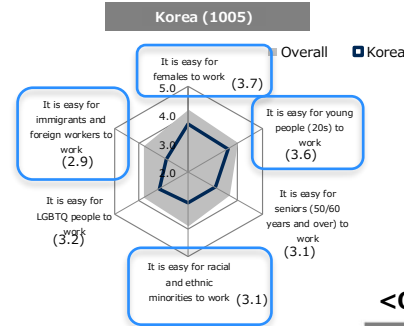 Korea (1005)
Overall
Korea
It is easy for
females to work
(3.7)
5.0
4.0
3.0
2.0
It is easy for young
people (20s) to
work
(3.6)
It is easy for
seniors (50/60
years and over) to
work
(3.1)
It is easy for racial
and ethnic
minorities to work
(3.1)
It is easy for
LGBTQ people to
work
(3.2)
It is easy for
immigrants and
foreign workers to
work
(2.9)